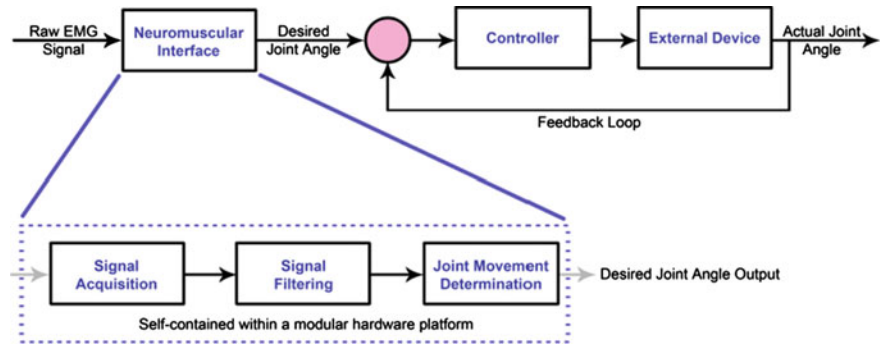 Raw EMG
Signal
Neuromuscular
Interface
Desired
Joint Angle
Controller
External Device
Actual Joint
Angle
Feedback Loop
Signal
Acquisition
Signal
Filtering
Joint Movement
Determination
Desired Joint Angle Output
Self-contained within a modular hardware platform